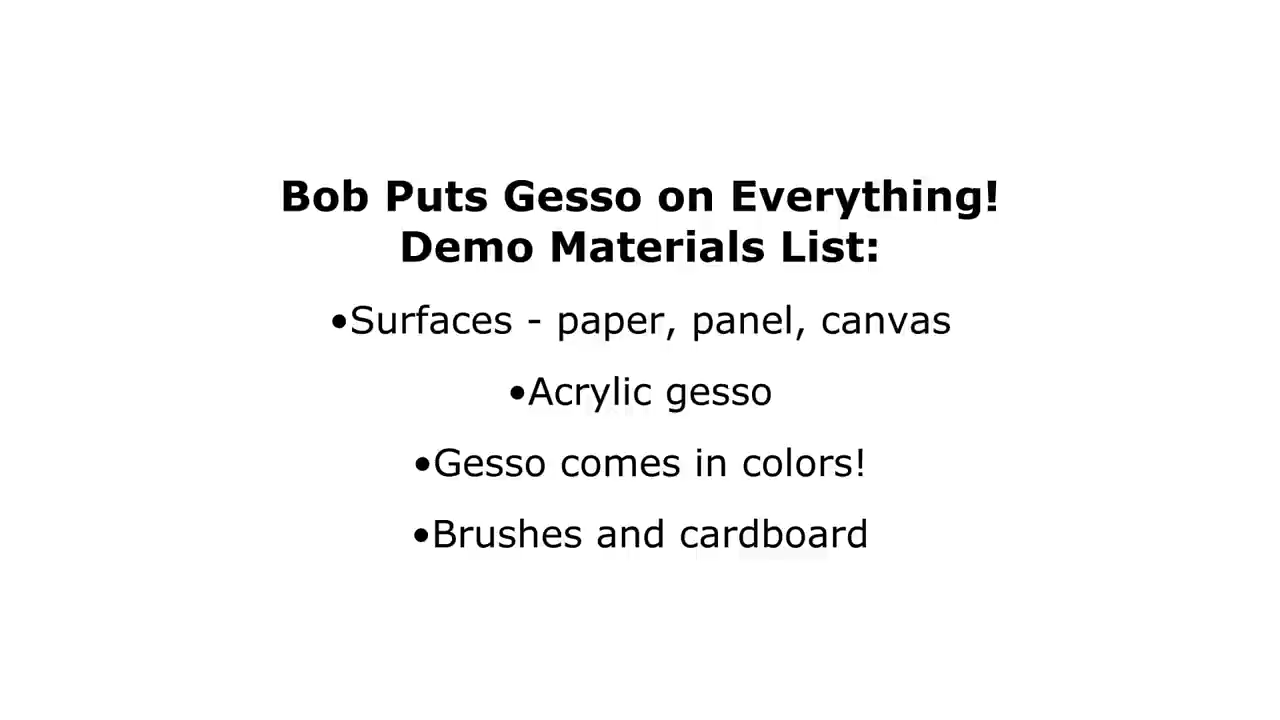 Bob Puts Gesso on Everything!
Demo Materials List:
•Surfaces - paper, panel, canvas
•Acrylic gesso
•Gesso comes in colors!
•Brushes and cardboard